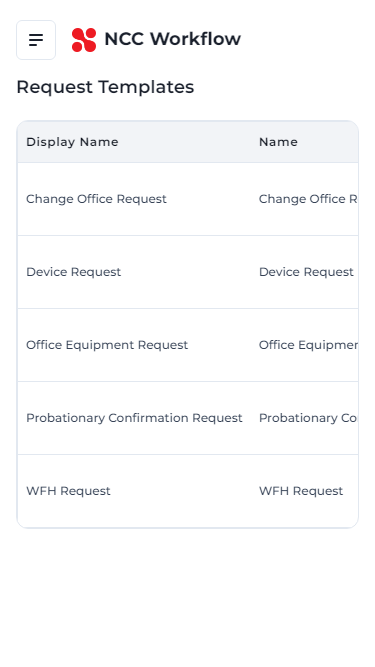 NCC Workflow
Request Templates
Display Name Name
Change Office Request Change Office R
Device Request Device Request
Office Equipment Request Office Equipmer
Probationary Confirmation Request Probationary Co
WFH Request WFH Request